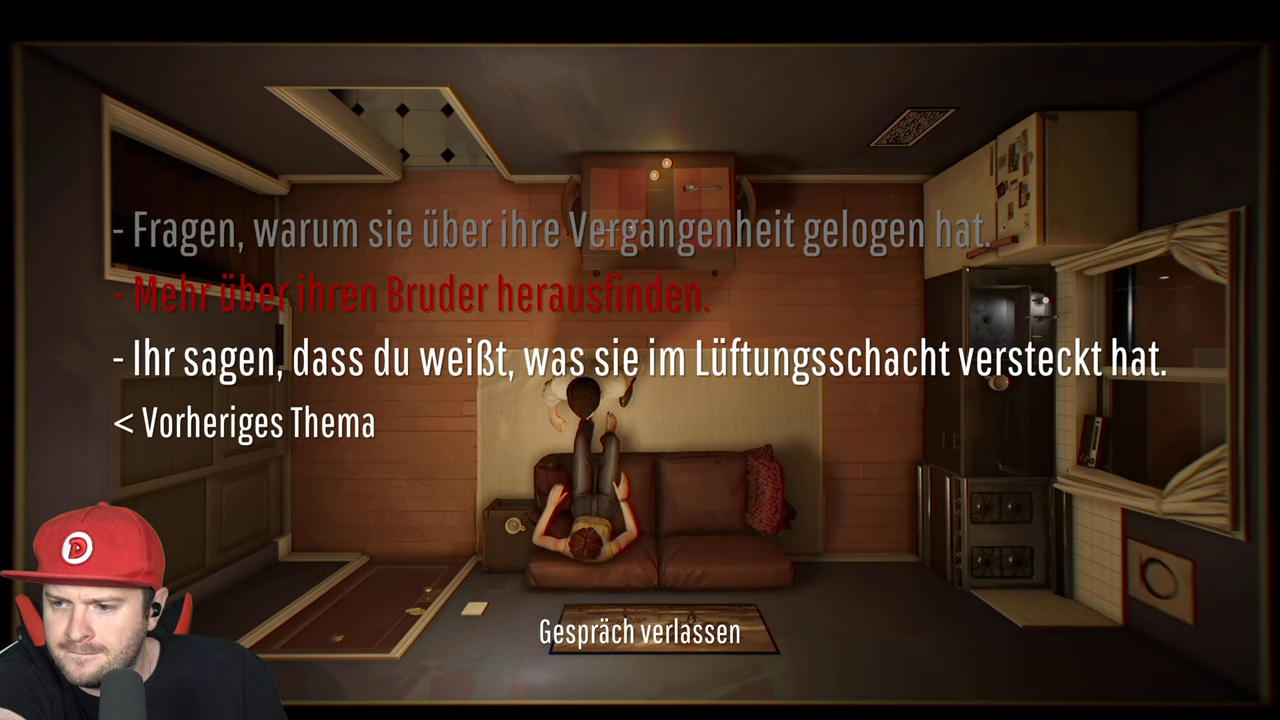 - Fragen, warum sie über ihre Vergangenheit gelogen hat.
- Mehr über ihren Bruder herausfinden.
- Ihr sagen, dass du weißt, was sie im Lüftungsschacht versteckt hat.
< Vorheriges Thema
D
Gespräch verlassen